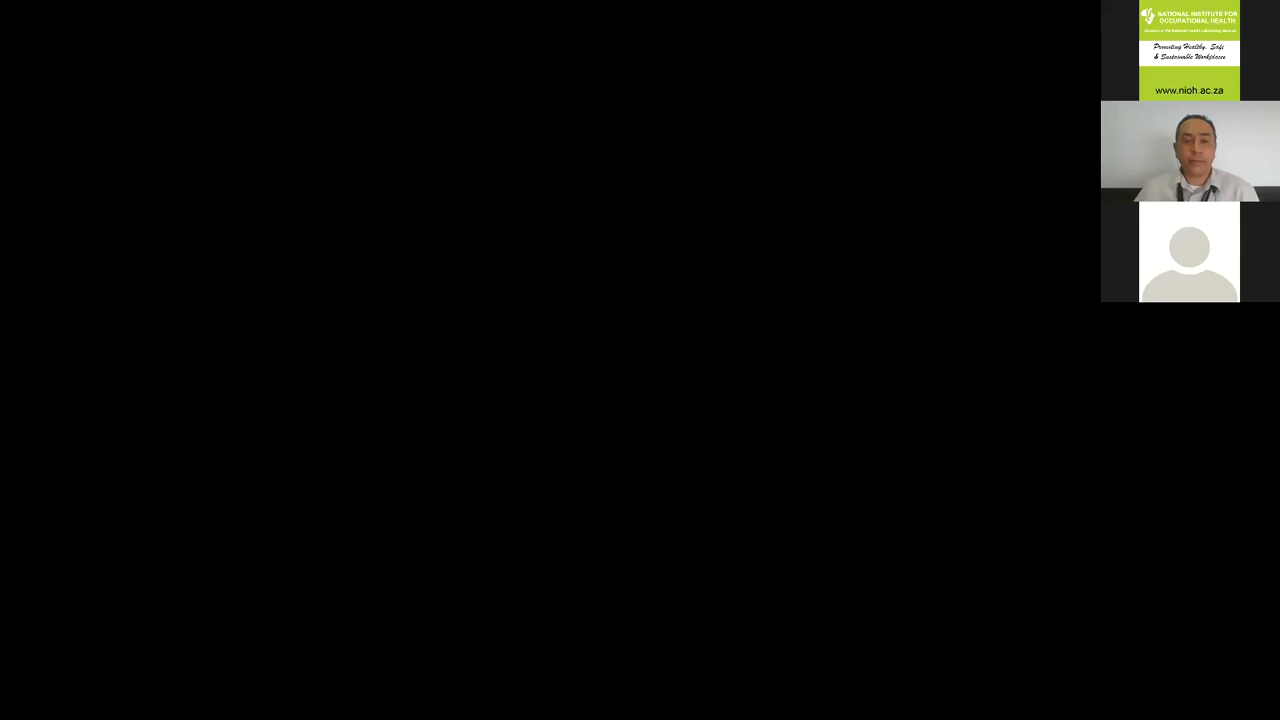 NATIONAL INSTITUTE FOR
OCCUPATIONAL HEALTH
Promoting Healthy, Safe
& Sustainable Workplaces
www.nioh.ac.za